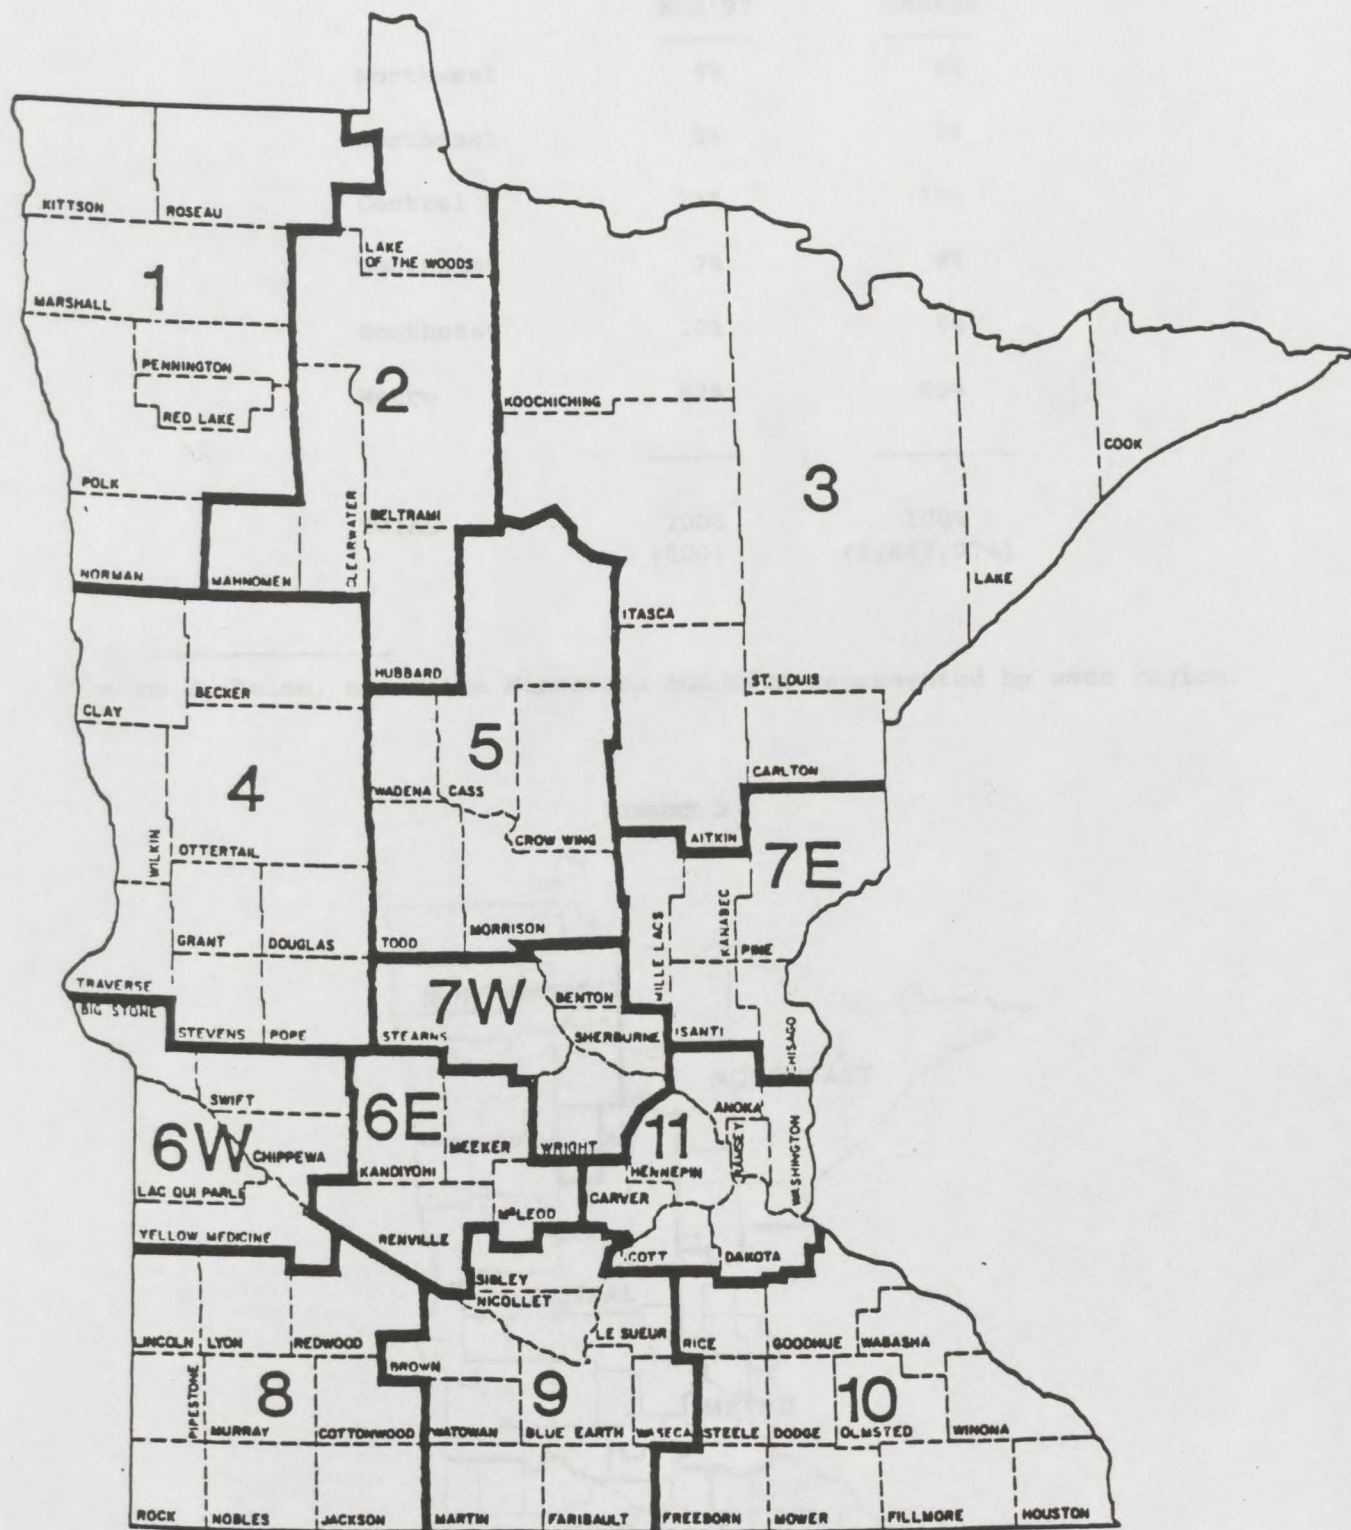 KITTSON
ROSEAU
LAKE
OF THE WOODS
1
MARSHALL
PENNINGTON
2
RED LAKE
KOOCHICHING
COOK
3
POLK
CLEARWATER
BELTRAMI
NORMAN
MAHNOMEN
LAKE
ITASCA
HUBBARD
BECKER
ST. LOUIS
CLAY
5
4
CARLTON
WADENA
CASS
WILKIN
OTTERTAIL
CROW WING
AITKIN
7E
GRANT
DOUGLAS
TODD
MORRISON
MILLE LACS
KANABEC
PINE
TRAVERSE
BIG STONE
7W
BENTON
STEVENS
POPE
STEARNS
SHERBURNE
ISANTI
CHISAGO
SWIFT
6E
ANOKA
6W
CHIPPEWA
MEEKER
WRIGHT
11
RAMSEY
WASHINGTON
KANDIYOHI
HENNEPIN
LAC QUI PARLE
CARVER
McLEOD
YELLOW MEDICINE
RENVILLE
SCOTT
DAKOTA
SIBLEY
NICOLLET
LINCOLN
LYON
REDWOOD
LE SUEUR
RICE
GOODHUE
WABASHA
BROWN
PIPESTONE
8
9
10
MURRAY
COTTONWOOD
WATOWAN
BLUE EARTH
WASECA
STEELE
DODGE
OLMSTED
WINONA
ROCK
NOBLES
JACKSON
MARTIN
FARIBAULT
FREEBORN
MOWER
FILLMORE
HOUSTON